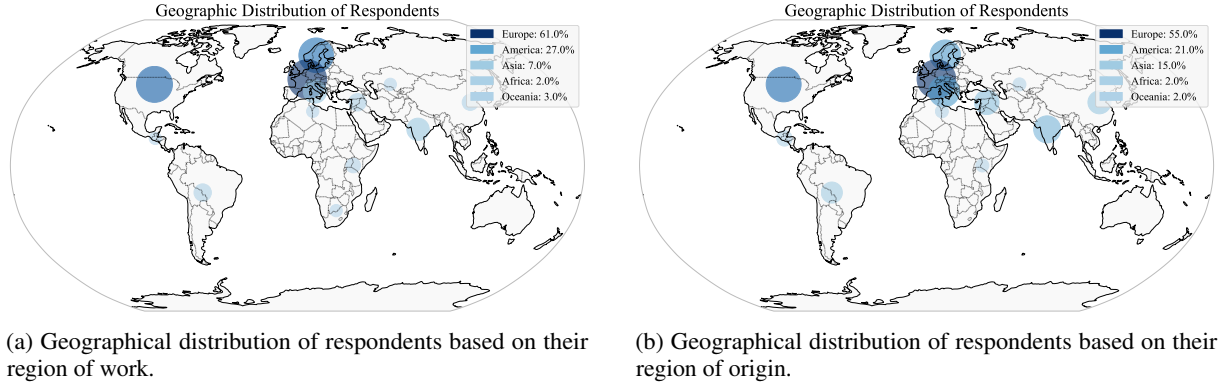 Geographic Distribution of Respondents
Europe: 61.0%
America: 27.0%
Asia: 7.0%
Africa: 2.0%
Oceania: 3.0%
(a) Geographical distribution of respondents based on their
region of work.
Geographic Distribution of Respondents
Europe: 55.0%
America: 21.0%
Asia: 15.0%
Africa: 2.0%
Oceania: 2.0%
(b) Geographical distribution of respondents based on their
region of origin.